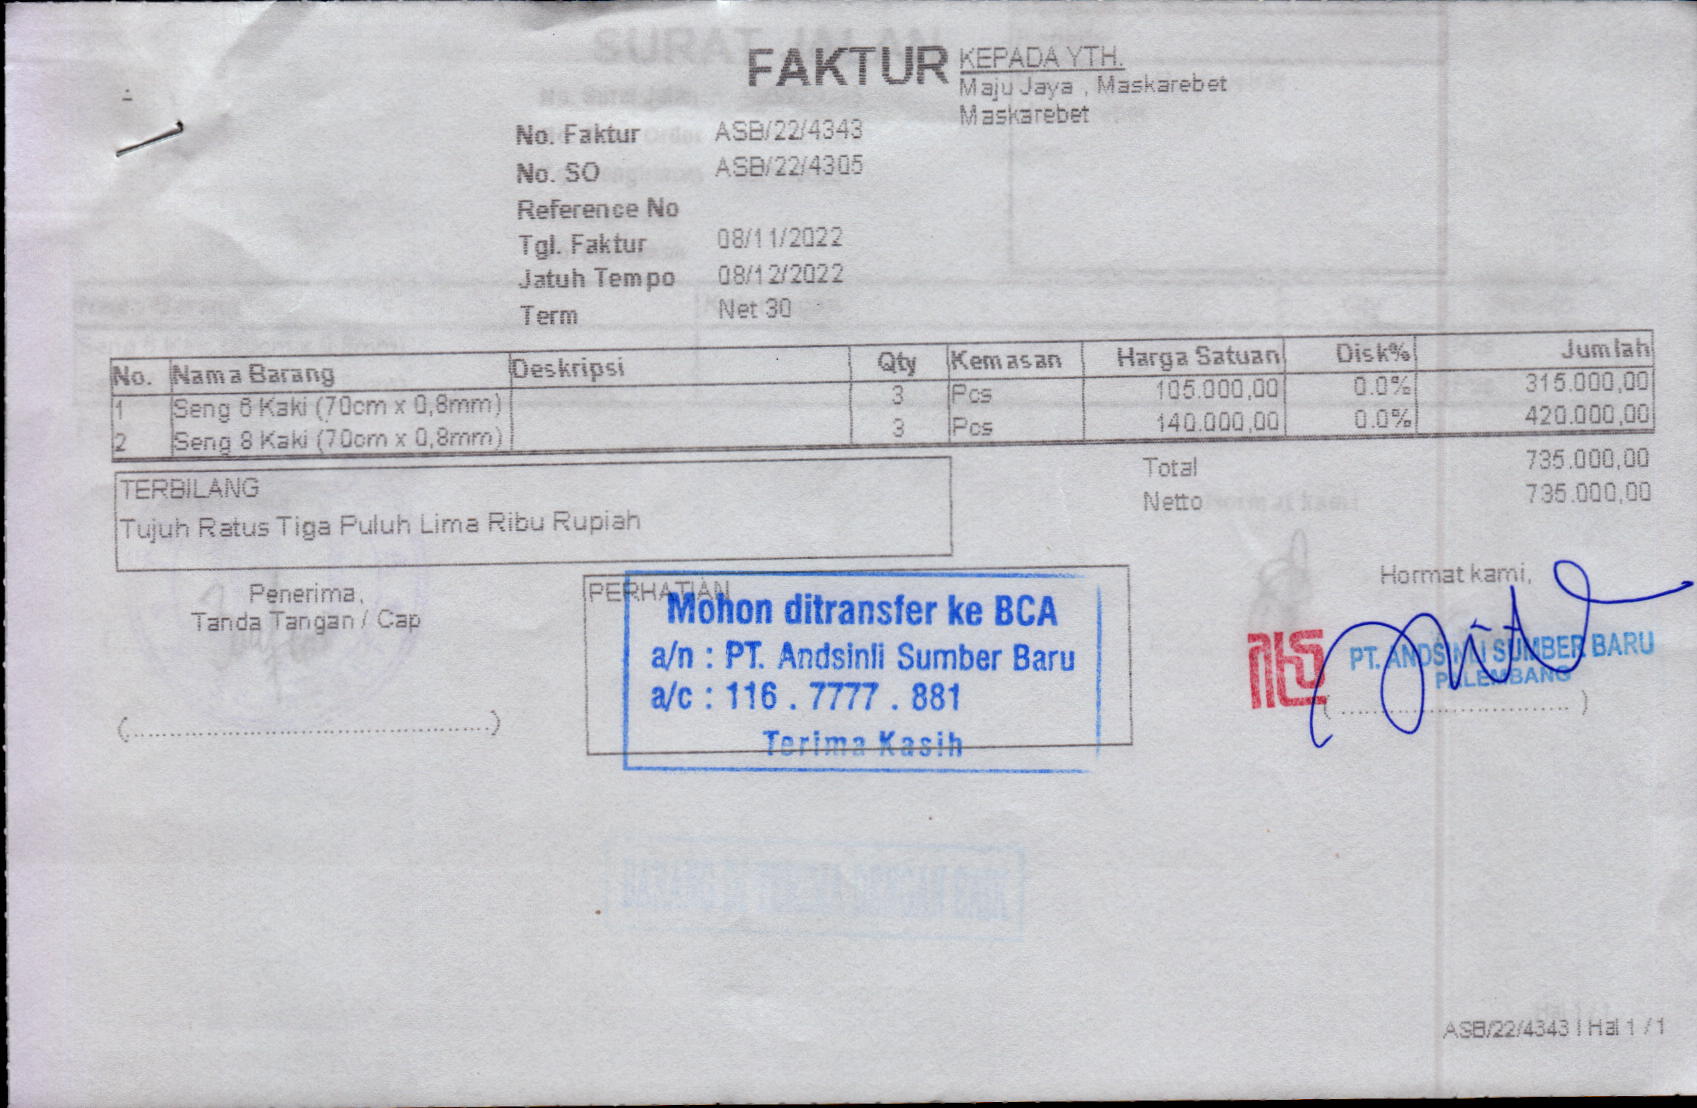 FAKTUR
KEPADA YTH.
Maju Jaya , Maskarebet
Maskarebet
No. Faktur ASB/22/4343
No. SO ASB/22/4305
Reference No
Tgl. Faktur 08/11/2022
Jatuh Tempo 08/12/2022
Term Net 30
No. Nama Barang Deskripsi Qty Kemasan Harga Satuan Disk% Jumlah
1 Seng 6 Kaki (70cm x 0,8mm) 3 Pcs 105.000,00 0.0% 315.000,00
2 Seng 8 Kaki (70cm x 0,8mm) 3 Pcs 140.000,00 0.0% 420.000,00
Total 735.000,00
Netto 735.000,00
TERBILANG
Tujuh Ratus Tiga Puluh Lima Ribu Rupiah
Penerima,
Tanda Tangan / Cap
(............................................)
PERHATIAN
Mohon ditransfer ke BCA
a/n : PT. Andsinli Sumber Baru
a/c : 116 . 7777 . 881
Terima Kasih
Hormat kami,
PT. ANDSINLI SUMBER BARU
PALEMBANG
(..............................)
ASB/22/4343 | Hal 1 / 1